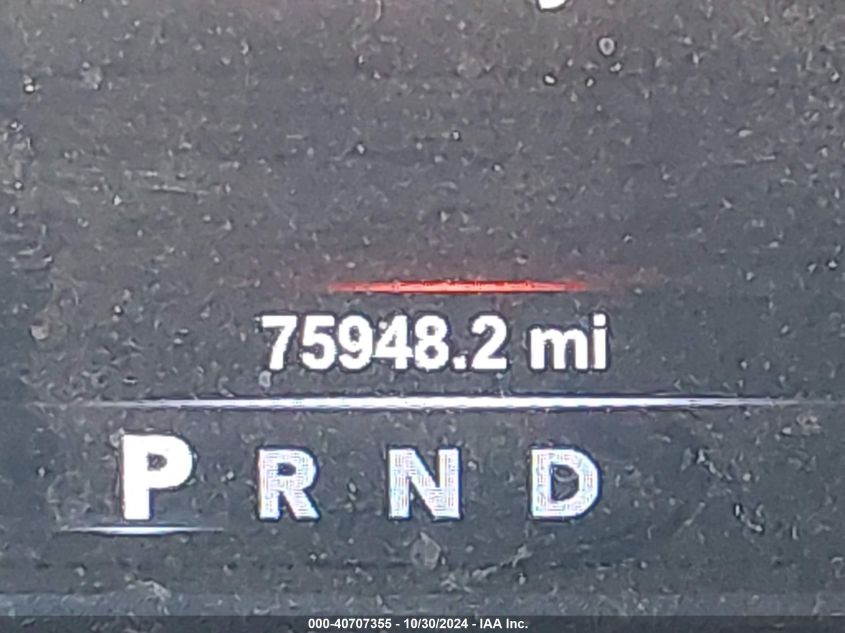 75948.2 mi
P R N D
000-40707355 - 10/30/2024 - IAA Inc.